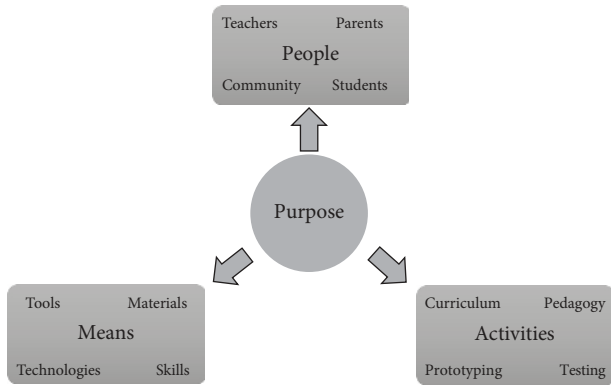 Teachers Parents
People
Community Students
Purpose
Tools Materials
Means
Technologies Skills
Curriculum Pedagogy
Activities
Prototyping Testing